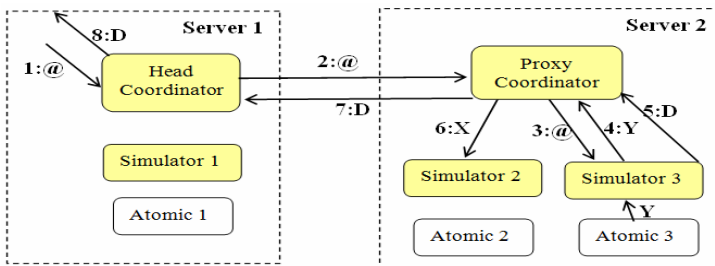 8:D
Server 1
Server 2
1:@
Head
Coordinator
2:@
Proxy
Coordinator
7:D
5:D
6:X
3:@
4:Y
Simulator 1
Simulator 2
Simulator 3
Atomic 1
Y
Atomic 2
Atomic 3